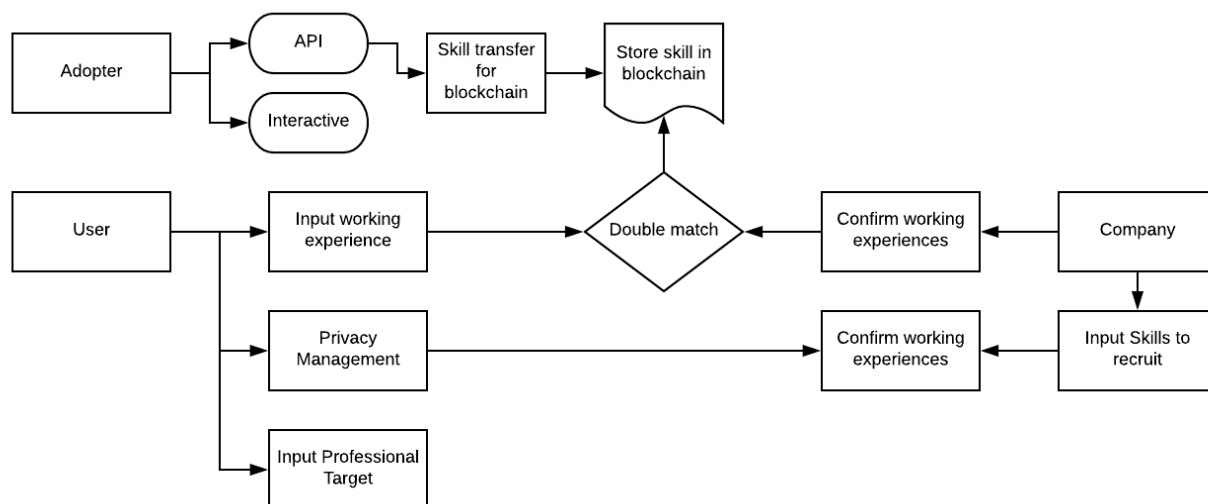 Adopter
API
Interactive
Skill transfer
for
blockchain
Store skill in
blockchain
User
Input working
experience
Double match
Confirm working
experiences
Company
Privacy
Management
Confirm working
experiences
Input Skills to
recruit
Input Professional
Target